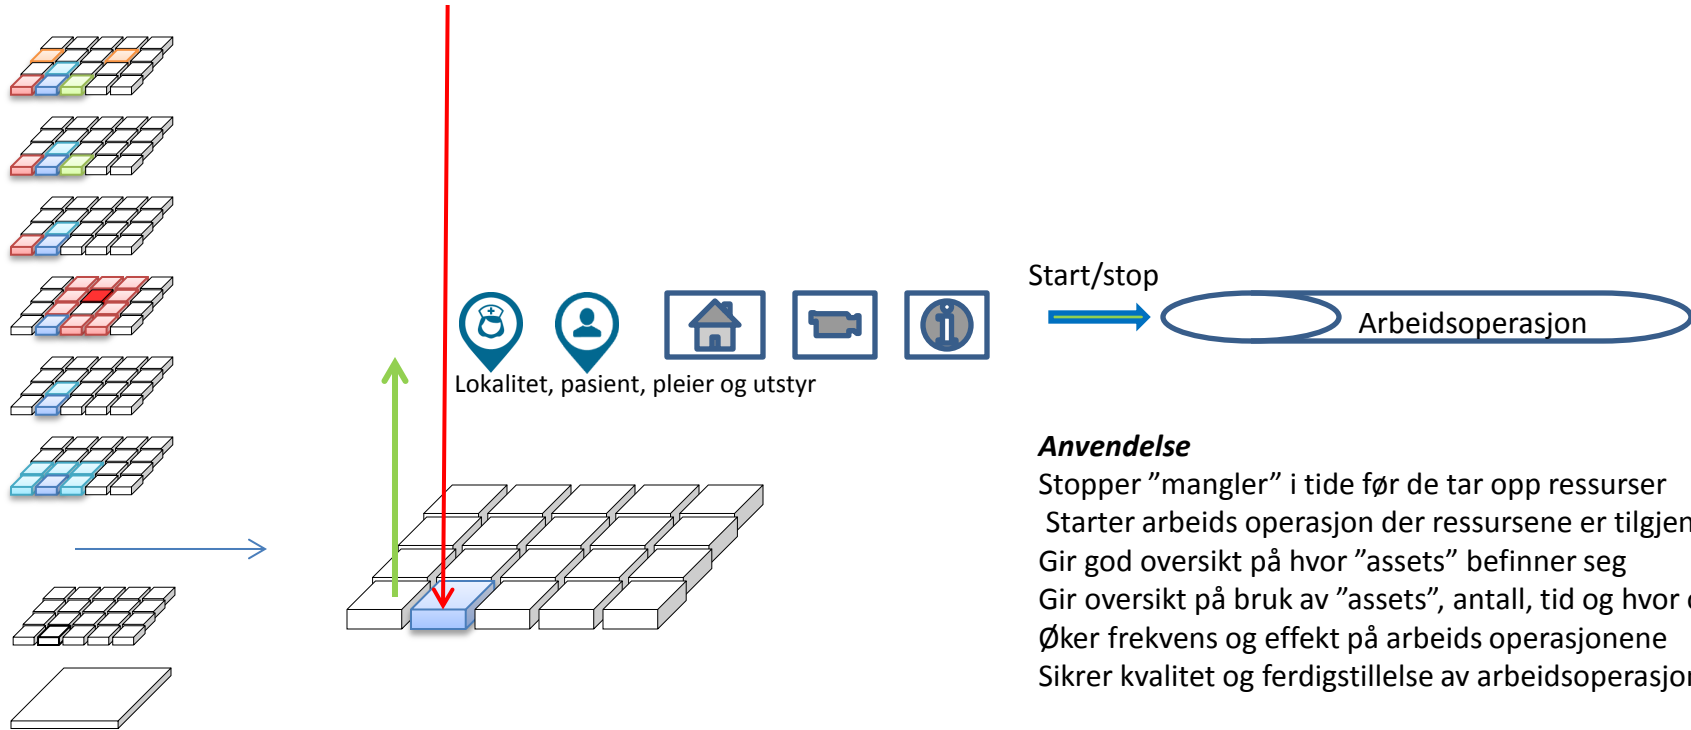 Start/stop
Arbeidsoperasjon
Lokalitet, pasient, pleier og utstyr
Anvendelse
Stopper ”mangler” i tide før de tar opp ressurser
Starter arbeids operasjon der ressursene er
Gir god oversikt på hvor ”assets” befinner seg
Gir oversikt på bruk av ”assets”, antall, tid og hvor
Øker frekvens og effekt på arbeids operasjonene
Sikrer kvalitet og ferdigstillelse av